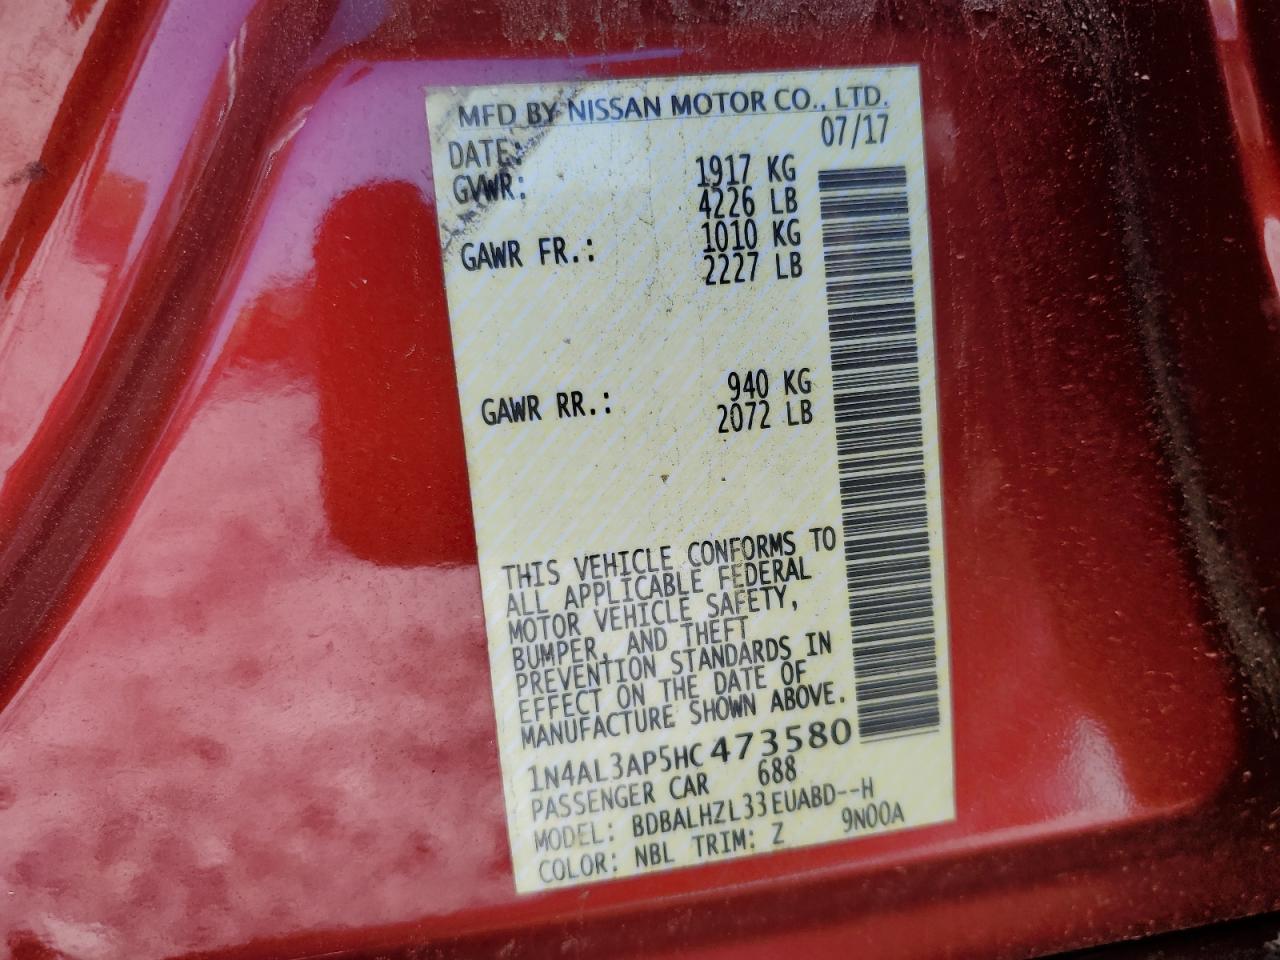 MFD BY NISSAN MOTOR CO., LTD.
DATE: 07/17
GVWR: 1917 KG
4226 LB
GAWR FR.: 1010 KG
2227 LB
GAWR RR.: 940 KG
2072 LB
THIS VEHICLE CONFORMS TO
ALL APPLICABLE FEDERAL
MOTOR VEHICLE SAFETY,
BUMPER, AND THEFT
PREVENTION STANDARDS IN
EFFECT ON THE DATE OF
MANUFACTURE SHOWN ABOVE.
1N4AL3AP5HC473580
PASSENGER CAR 688
MODEL: BDBALHZL33EUABD--H
COLOR: NBL TRIM: Z 9N00A